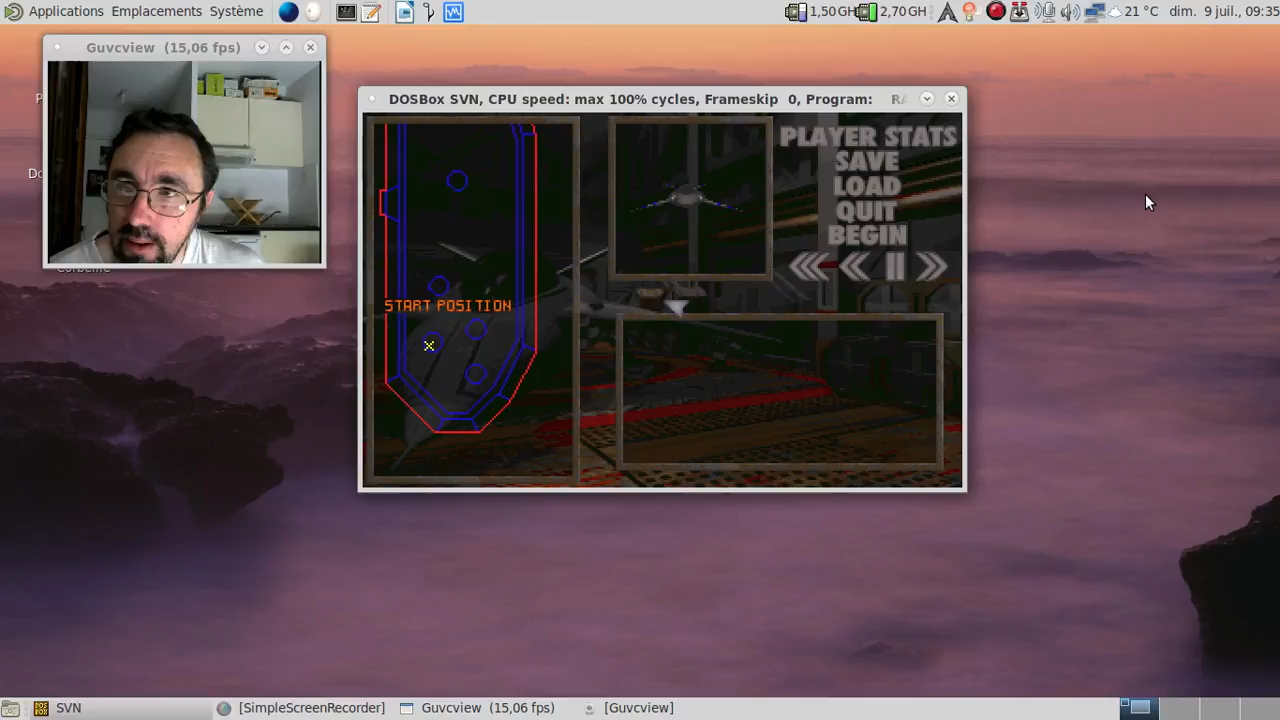 Applications Emplacements Système
1,50 GH 2,70 GH 21 °C dim. 9 juil., 09:35
Guvcview (15,06 fps)
DOSBox SVN, CPU speed: max 100% cycles, Frameskip 0, Program:
PLAYER STATS
SAVE
LOAD
QUIT
BEGIN
START POSITION
Corbeille
SVN [SimpleScreenRecorder] Guvcview (15,06 fps) [Guvcview]